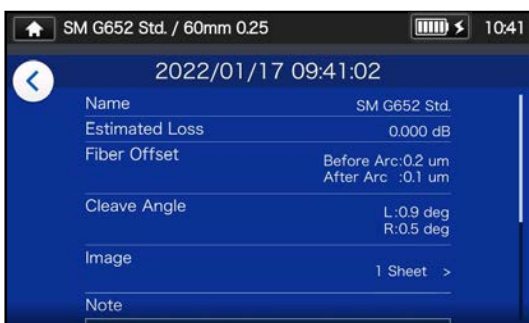 SM G652 Std. / 60mm 0.25 10:41
2022/01/17 09:41:02
Name SM G652 Std.
Estimated Loss 0.000 dB
Fiber Offset Before Arc:0.2 um
After Arc :0.1 um
Cleave Angle L:0.9 deg
R:0.5 deg
Image 1 Sheet >
Note